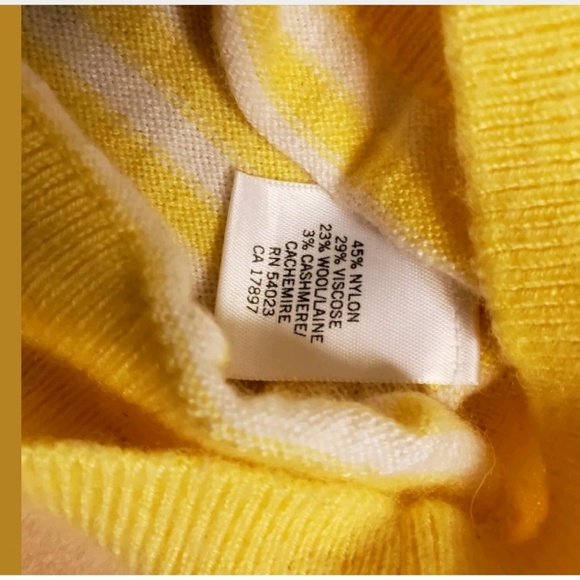 45% NYLON
29% VISCOSE
23% WOOL/LAINE
3% CASHMERE/
CACHEMIRE
RN 54023
CA 17897